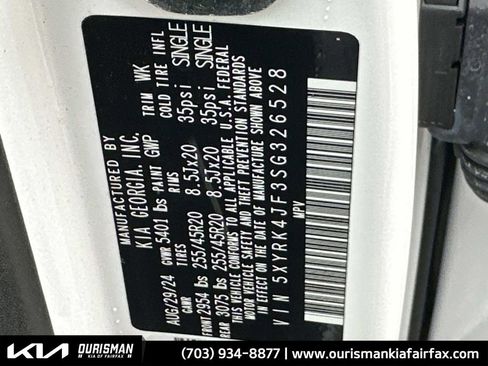 MANUFACTURED BY
KIA GEORGIA, INC.
AUG/29/24 GVWR 5401 lbs PAINT GWP TRIM WK
GAWR TIRES RIMS COLD TIRE INFL
FRONT 2954 lbs 255/45R20 8.5Jx20 35psi SINGLE
REAR 3075 lbs 255/45R20 8.5Jx20 35psi SINGLE
THIS VEHICLE CONFORMS TO ALL APPLICABLE U.S.A. FEDERAL
MOTOR VEHICLE SAFETY AND THEFT PREVENTION STANDARDS
IN EFFECT ON THE DATE OF MANUFACTURE SHOWN ABOVE
VIN 5XYRK4JF3SG326528
MPV
KIA OURISMAN
KIA OF FAIRFAX
(703) 934-8877 | www.ourismankiafairfax.com